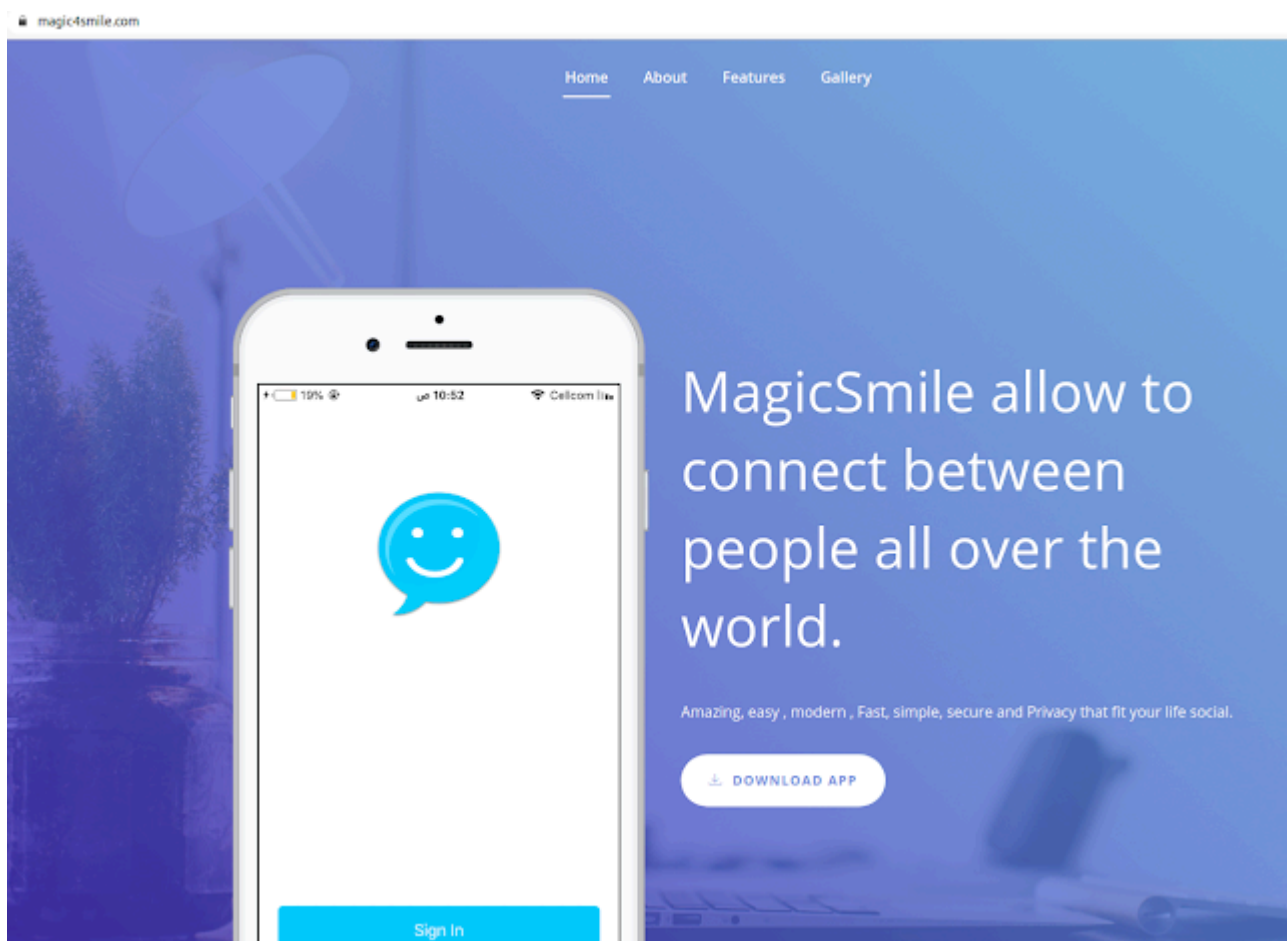 magic4smile.com
Home About Features Gallery
19% ص 10:52 Cellcom
MagicSmile allow to
connect between
people all over the
world.
Amazing, easy , modern , Fast, simple, secure and Privacy that fit your life social.
DOWNLOAD APP
Sign In